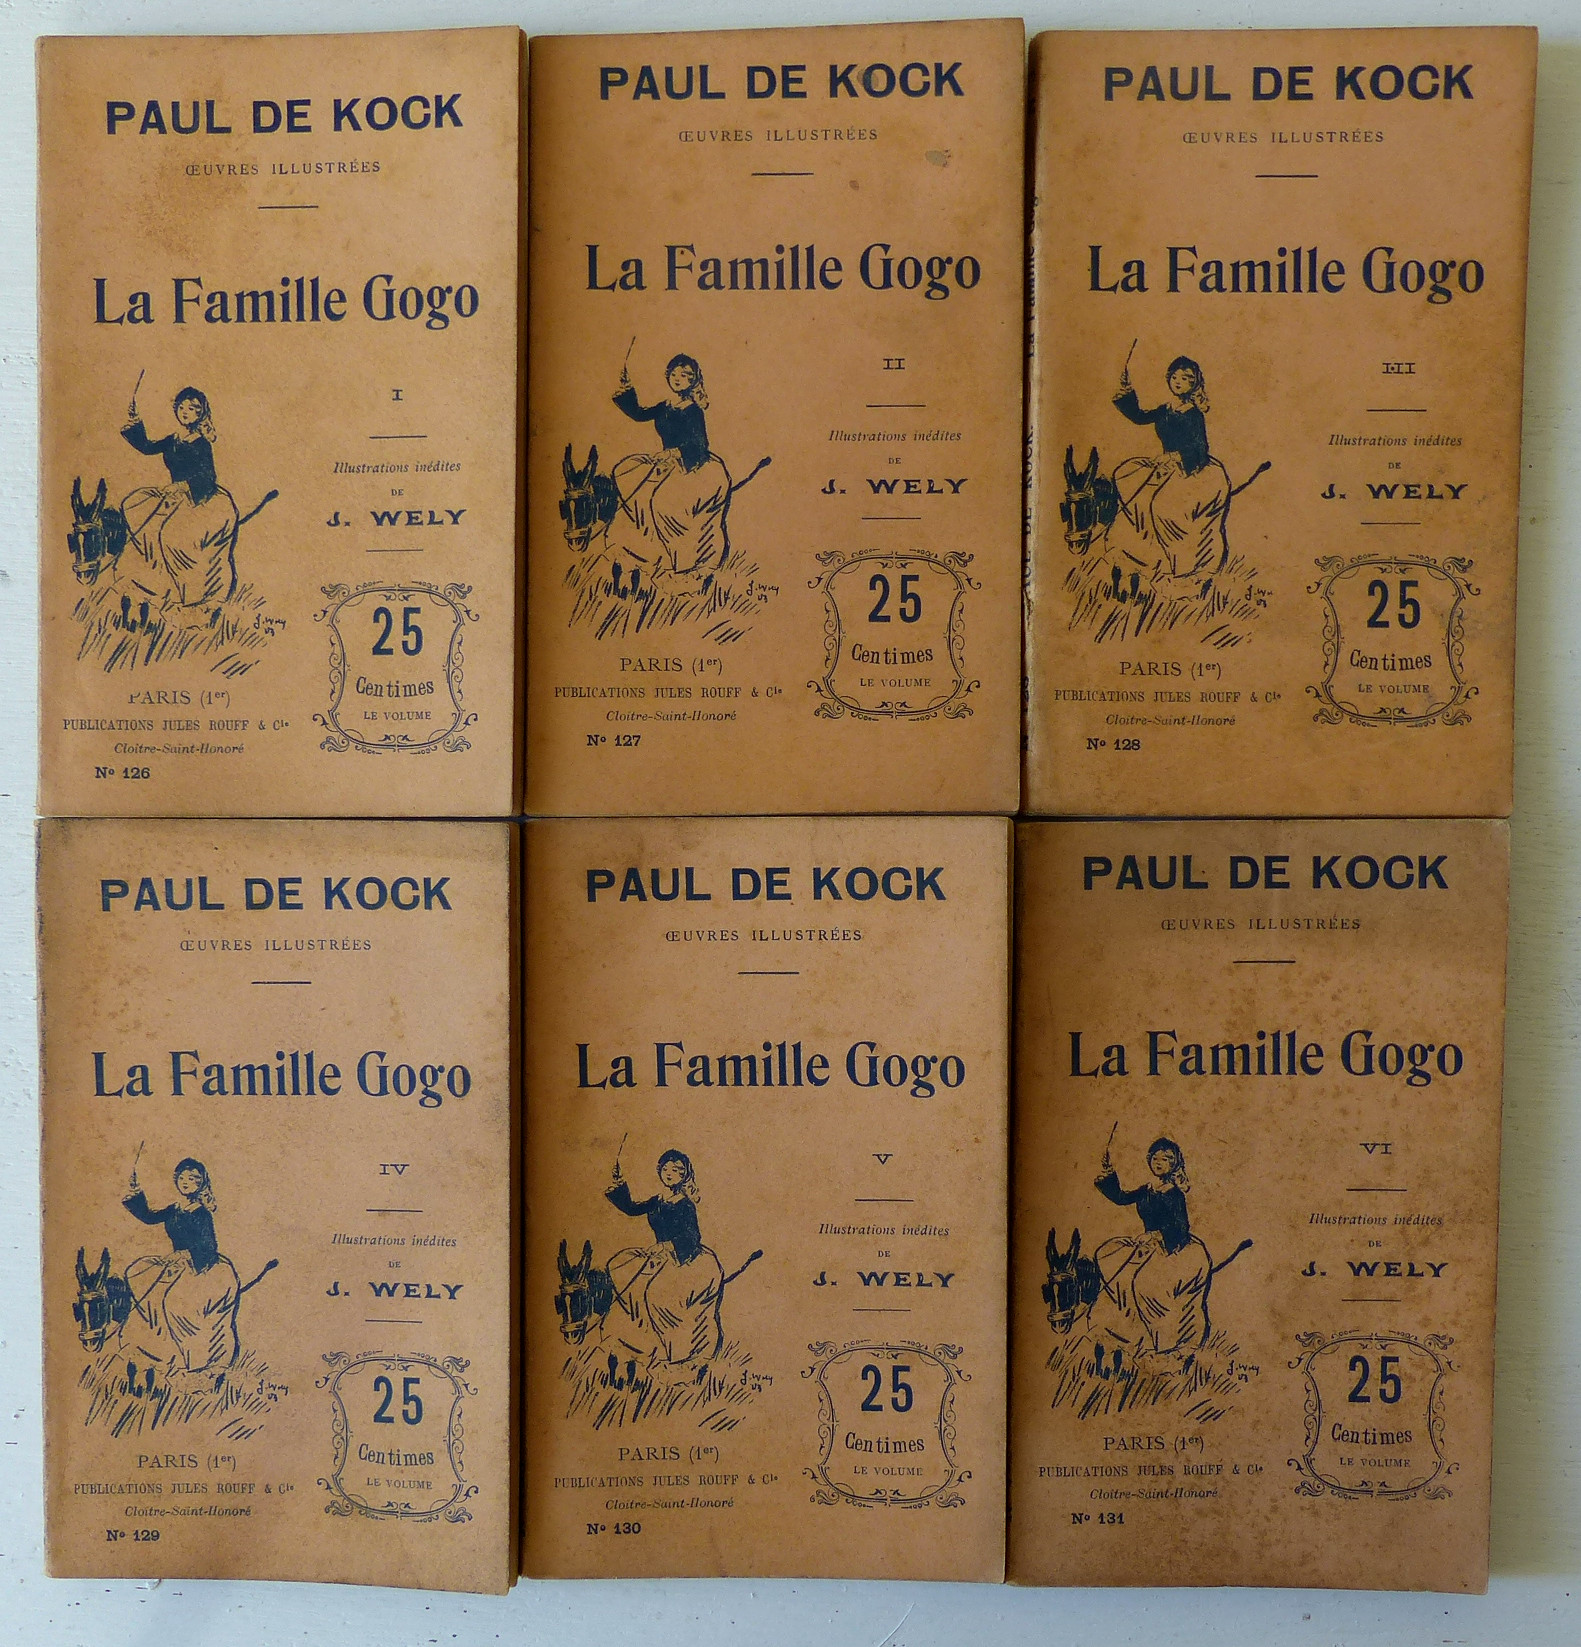 PAUL DE KOCK
ŒUVRES ILLUSTRÉES
La Famille Gogo
I
Illustrations inédites
DE
J. WELY
25
Centimes
LE VOLUME
PARIS (1er)
PUBLICATIONS JULES ROUFF & Cie
Cloître-Saint-Honoré
No 126
PAUL DE KOCK
ŒUVRES ILLUSTRÉES
La Famille Gogo
II
Illustrations inédites
DE
J. WELY
J. Wely
25
Centimes
LE VOLUME
PARIS (1er)
PUBLICATIONS JULES ROUFF & Cie
Cloître-Saint-Honoré
No 127
PAUL DE KOCK
ŒUVRES ILLUSTRÉES
La Famille Gogo
III
Illustrations inédites
DE
J. WELY
25
Centimes
LE VOLUME
PARIS (1er)
PUBLICATIONS JULES ROUFF & Cie
Cloître-Saint-Honoré
No 128
PAUL DE KOCK
ŒUVRES ILLUSTRÉES
La Famille Gogo
IV
Illustrations inédites
DE
J. WELY
J. Wely
25
Centimes
LE VOLUME
PARIS (1er)
PUBLICATIONS JULES ROUFF & Cie
Cloître-Saint-Honoré
No 129
PAUL DE KOCK
ŒUVRES ILLUSTRÉES
La Famille Gogo
V
Illustrations inédites
DE
J. WELY
J. Wely
25
Centimes
LE VOLUME
PARIS (1er)
PUBLICATIONS JULES ROUFF & Cie
Cloître-Saint-Honoré
No 130
PAUL DE KOCK
ŒUVRES ILLUSTRÉES
La Famille Gogo
VI
Illustrations inédites
DE
J. WELY
J. Wely
25
Centimes
LE VOLUME
PARIS (1er)
PUBLICATIONS JULES ROUFF & Cie
Cloître-Saint-Honoré
No 131